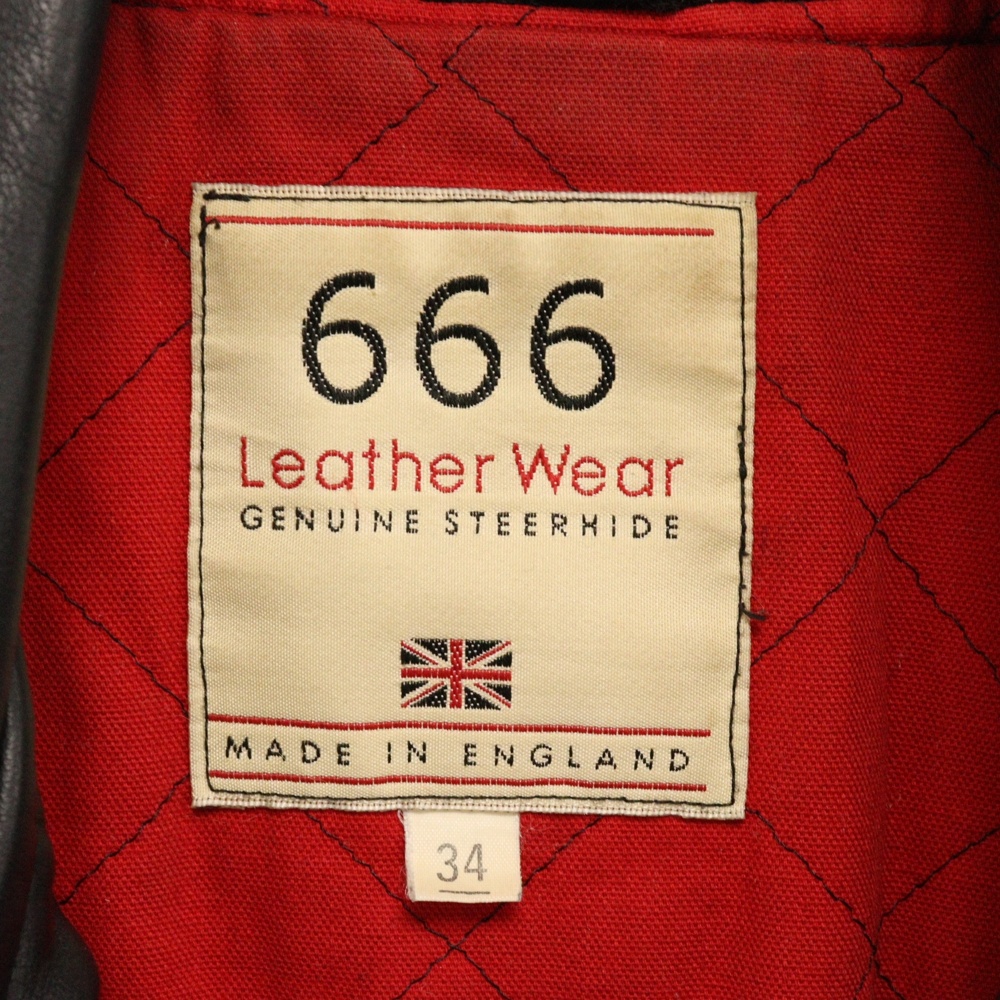 666
Leather Wear
GENUINE STEERHIDE
MADE IN ENGLAND
34